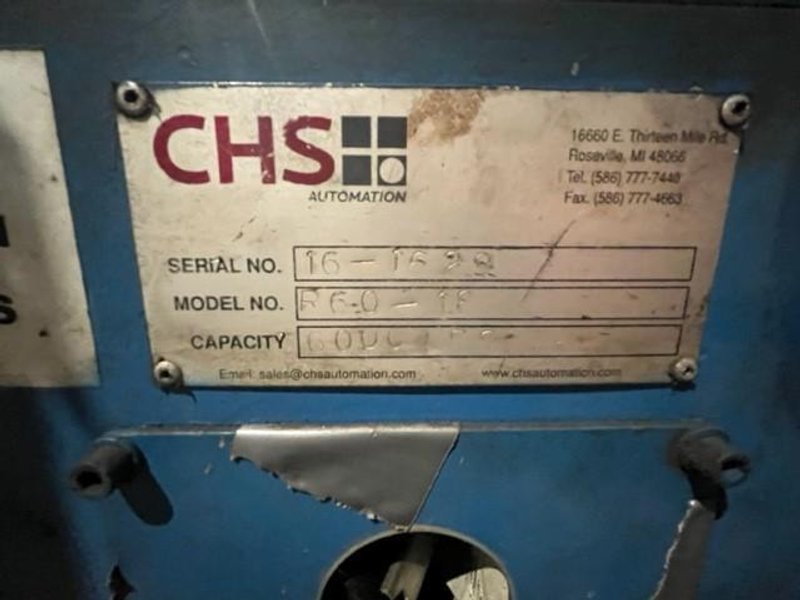 CHS
AUTOMATION
16660 E. Thirteen Mile Rd.
Roseville, MI 48066
Tel. (586) 777-7440
Fax. (586) 777-4663
SERIAL NO.
MODEL NO.
CAPACITY
Email: sales@chsautomation.com
www.chsautomation.com
S